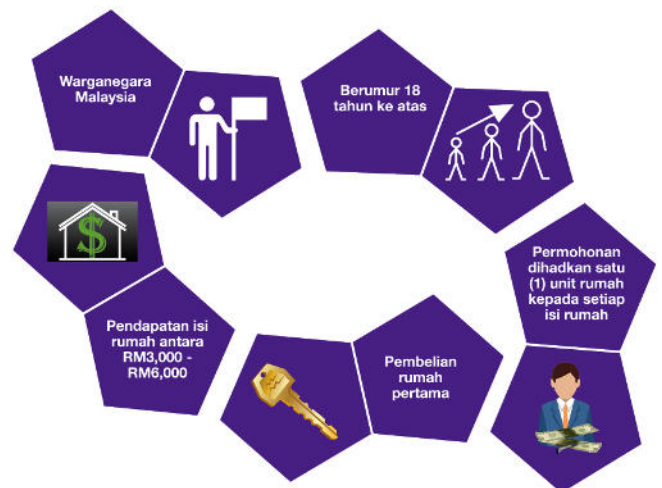 Warganegara
Malaysia
Berumur 18
tahun ke atas
Permohonan
dihadkan satu
(1) unit rumah
kepada setiap
isi rumah
Pembelian
rumah
pertama
Pendapatan isi
rumah antara
RM3,000 -
RM6,000
$